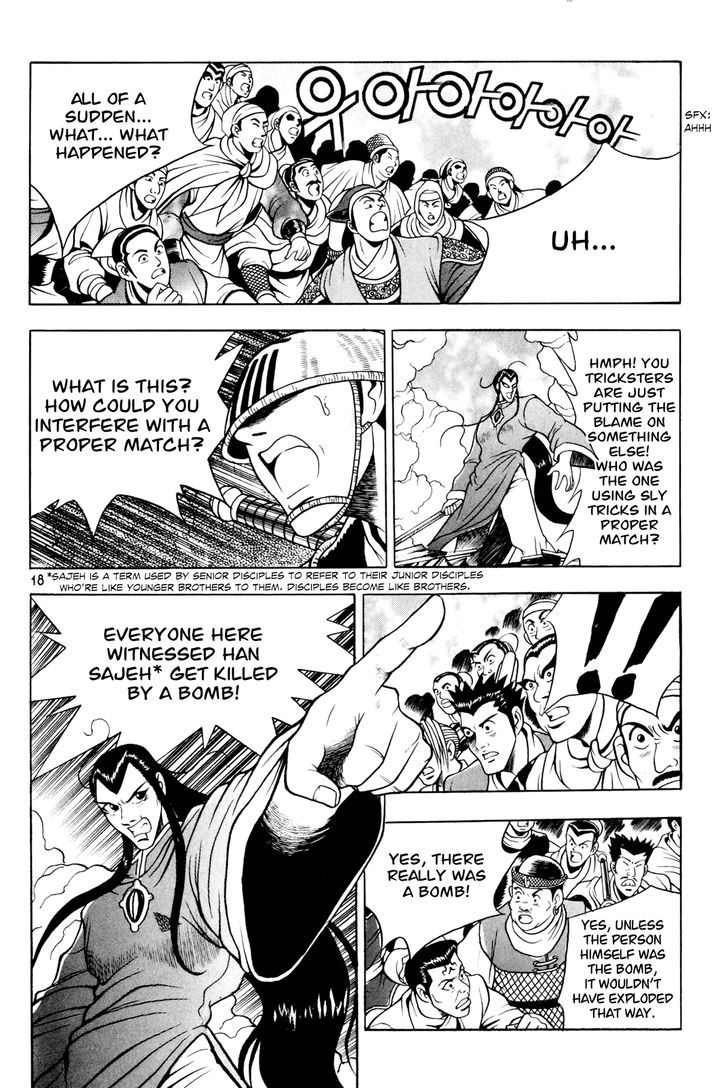 ALL OF A
SUDDEN...
WHAT... WHAT
HAPPENED?
우아아아아아아
SFX:
AHHH
UH...
WHAT IS THIS?
HOW COULD YOU
INTERFERE WITH A
PROPER MATCH?
HMPH! YOU
TRICKSTERS
ARE JUST
PUTTING THE
BLAME ON
SOMETHING
ELSE!
WHO WAS
THE ONE
USING SLY
TRICKS IN A
PROPER
MATCH?
18 *SAJEH IS A TERM USED BY SENIOR DISCIPLES TO REFER TO THEIR JUNIOR DISCIPLES
WHO'RE LIKE YOUNGER BROTHERS TO THEM. DISCIPLES BECOME LIKE BROTHERS.
EVERYONE HERE
WITNESSED HAN
SAJEH* GET KILLED
BY A BOMB!
!!
YES, THERE
REALLY WAS
A BOMB!
YES, UNLESS
THE PERSON
HIMSELF WAS
THE BOMB,
IT WOULDN'T
HAVE EXPLODED
THAT WAY.